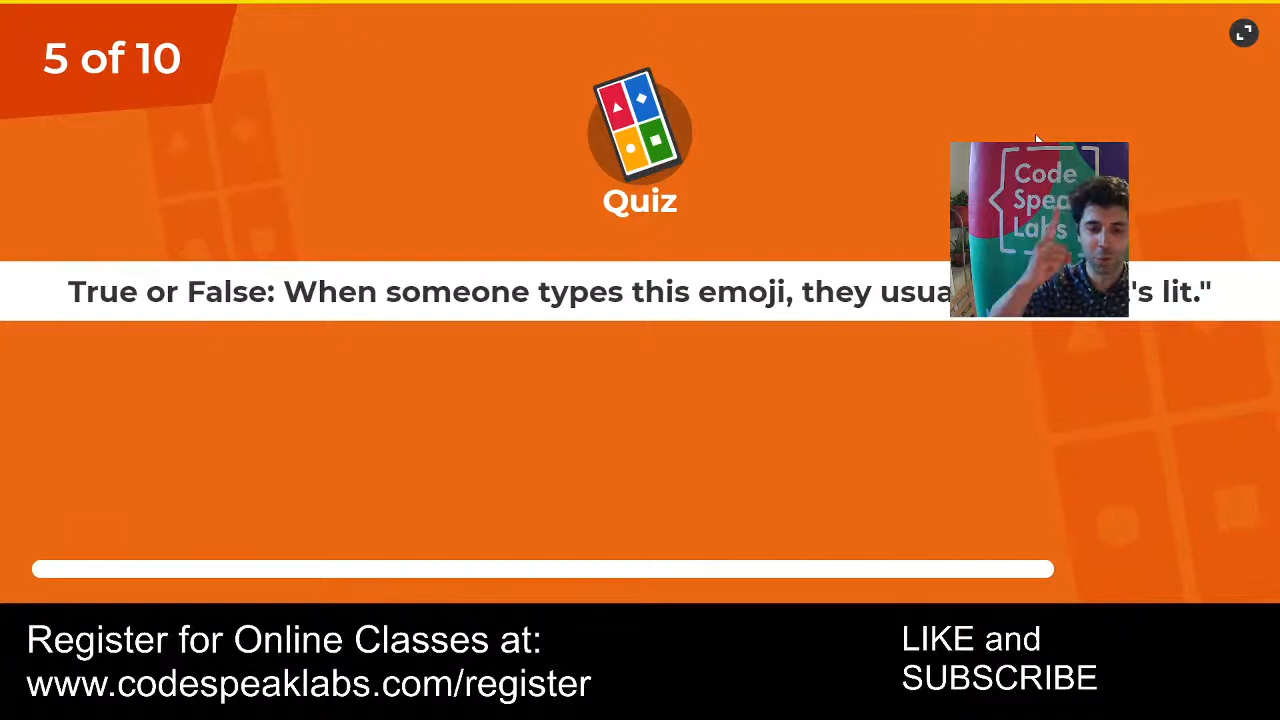 5 of 10
Quiz
Code
Spea
Labs
True or False: When someone types this emoji, they usua 's lit."
Register for Online Classes at:
www.codespeaklabs.com/register
LIKE and
SUBSCRIBE